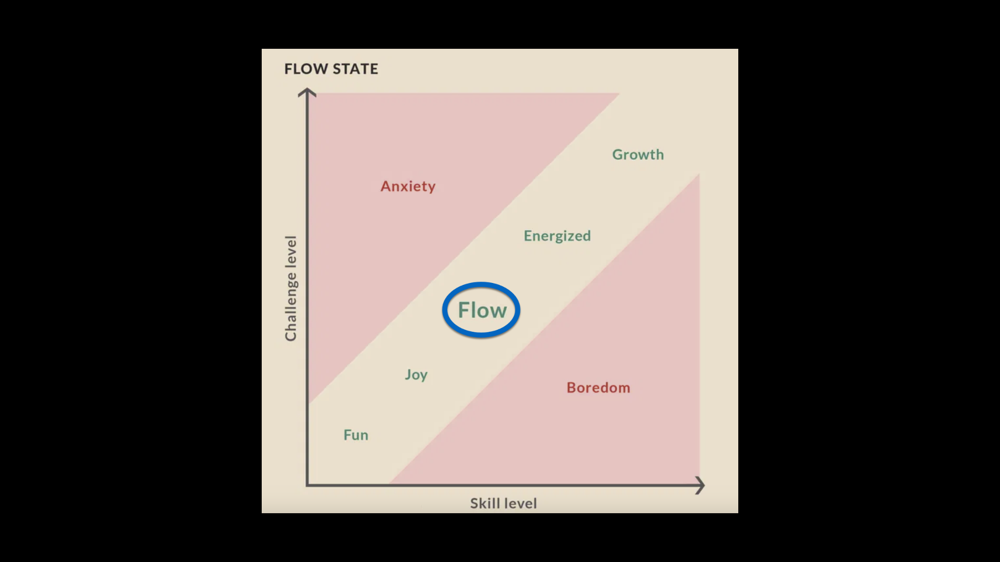 FLOW STATE
Growth
Anxiety
Energized
Challenge level
Flow
Joy
Boredom
Fun
Skill level